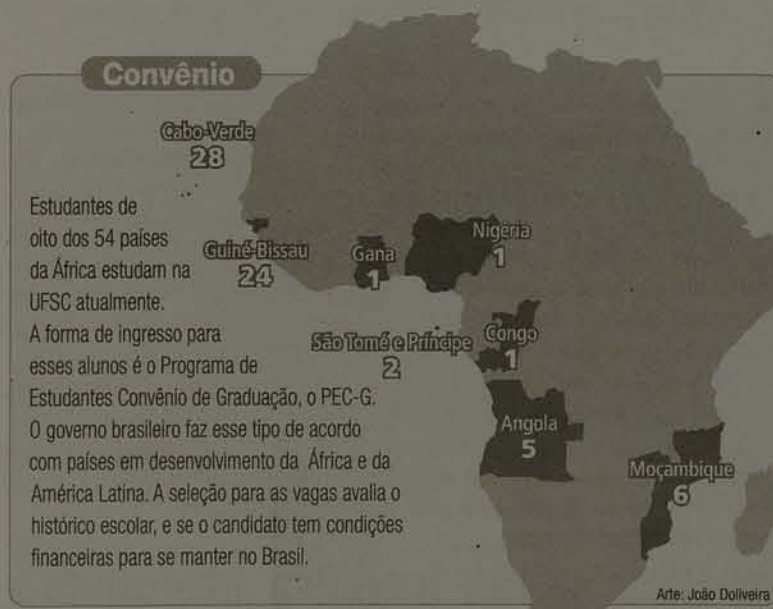 Convênio
Cabo-Verde
28
Estudantes de
oito dos 54 países
da África estudam na
UFSC atualmente.
A forma de ingresso para
esses alunos é o Programa de
Estudantes Convênio de Graduação, o PEC-G.
O governo brasileiro faz esse tipo de acordo
com países em desenvolvimento da África e da
América Latina. A seleção para as vagas avalia o
histórico escolar, e se o candidato tem condições
financeiras para se manter no Brasil.
Guiné-Bissau
24
Gana
1
Nigéria
1
São Tomé e Príncipe
2
Congo
1
Angola
5
Moçambique
6
Arte: João Doliveira